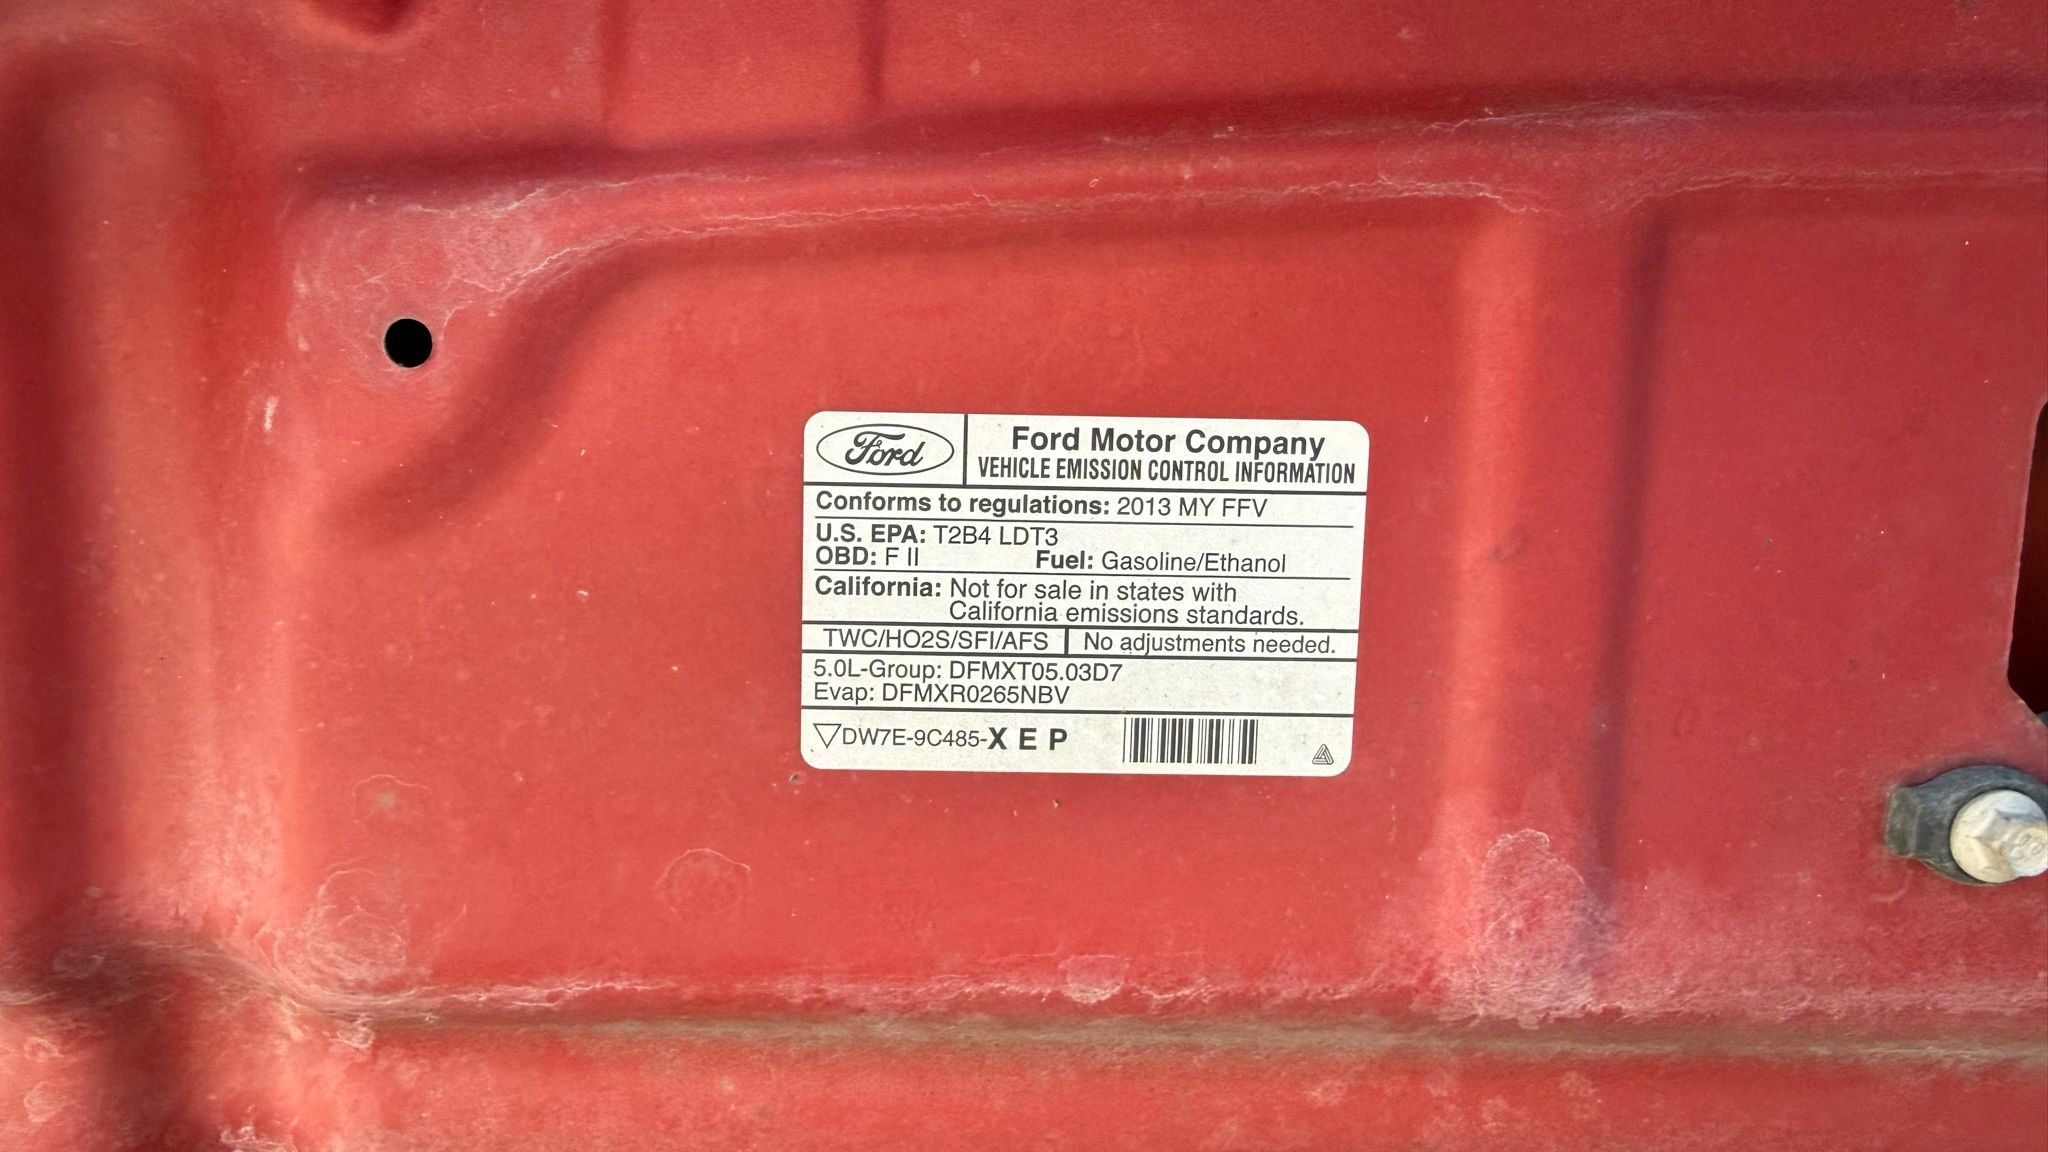 Ford
Ford Motor Company
VEHICLE EMISSION CONTROL INFORMATION
Conforms to regulations: 2013 MY FFV
U.S. EPA: T2B4 LDT3
OBD: F II Fuel: Gasoline/Ethanol
California: Not for sale in states with
California emissions standards.
TWC/HO2S/SFI/AFS No adjustments needed.
5.0L-Group: DFMXT05.03D7
Evap: DFMXR0265NBV
DW7E-9C485-X E P